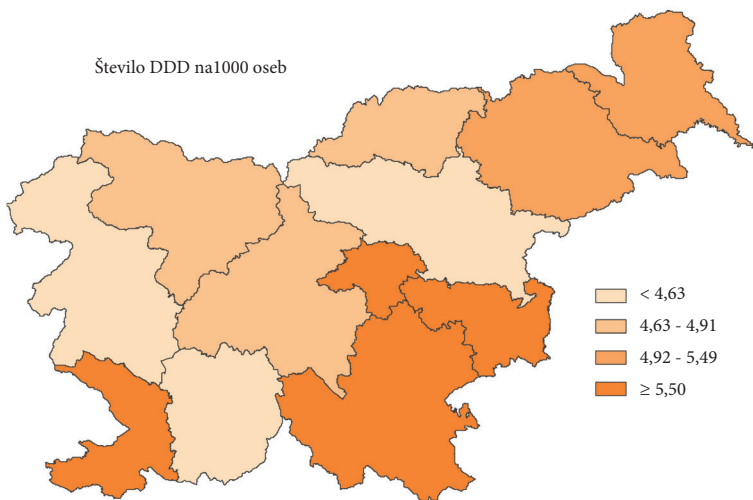 Število DDD na1000 oseb
< 4,63
4,63 - 4,91
4,92 - 5,49
≥ 5,50